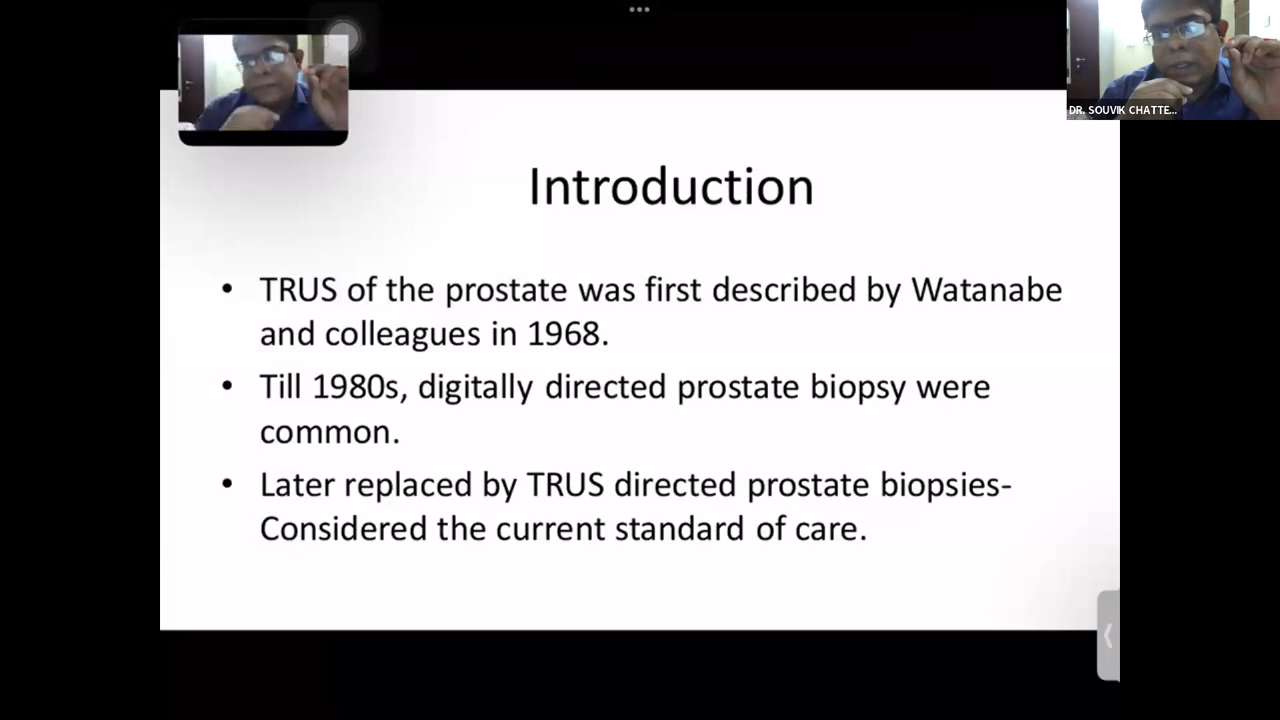 DR. SOUVIK CHATTE...
Introduction
• TRUS of the prostate was first described by Watanabe
and colleagues in 1968.
• Till 1980s, digitally directed prostate biopsy were
common.
• Later replaced by TRUS directed prostate biopsies-
Considered the current standard of care.